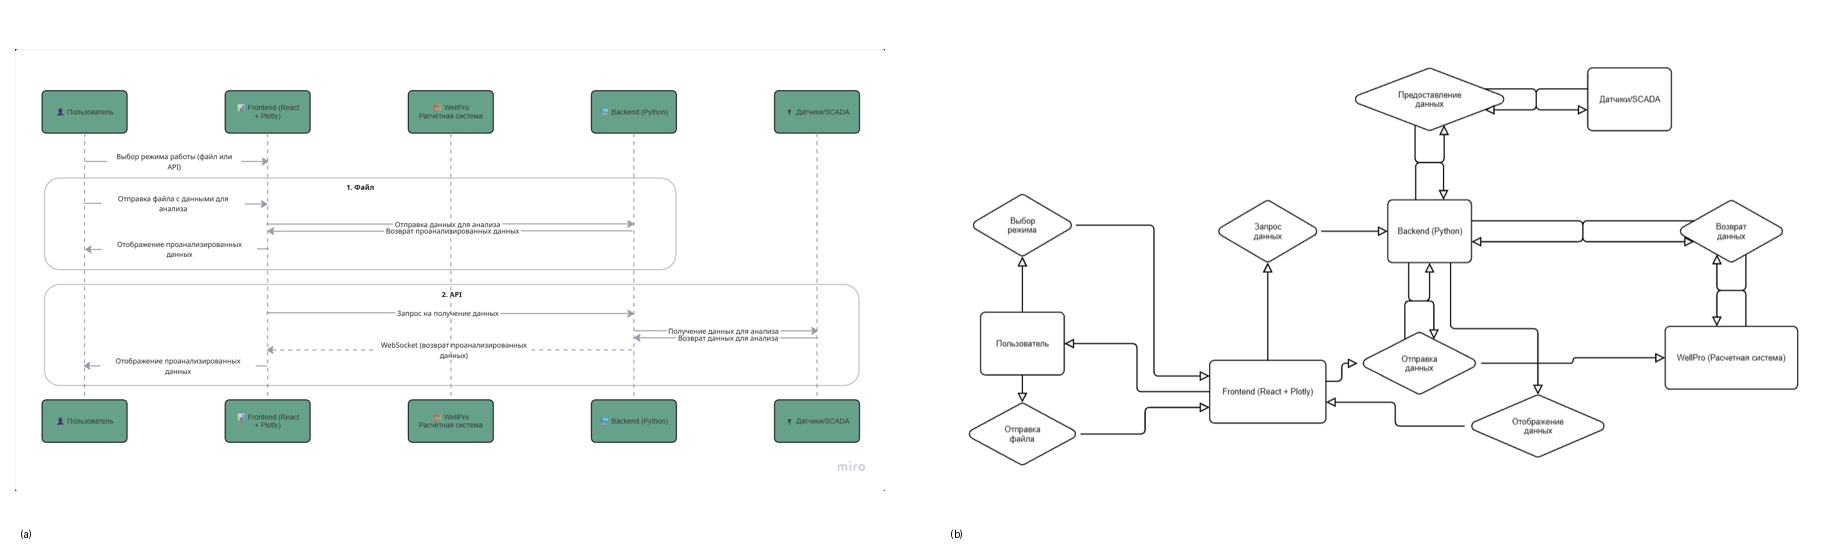 Пользователь
Frontend (React
+ Plotly)
WellPro
Расчётная система
Backend (Python)
Датчики/SCADA
Выбор режима работы (файл или
API)
1. Файл
Отправка файла с данными для
анализа
Отправка данных для анализа
Возврат проанализированных данных
Отображение проанализированных
данных
2. API
Запрос на получение данных
Получение данных для анализа
Возврат данных для анализа
WebSocket (возврат проанализированных
данных)
Отображение проанализированных
данных
Пользователь
Frontend (React
+ Plotly)
WellPro
Расчётная система
Backend (Python)
Датчики/SCADA
miro
(a)
Предоставление
данных
Датчики/SCADA
Выбор
режима
Запрос
данных
Backend (Python)
Возврат
данных
Пользователь
Отправка
данных
WellPro (Расчетная система)
Frontend (React + Plotly)
Отправка
файла
Отображение
данных
(b)